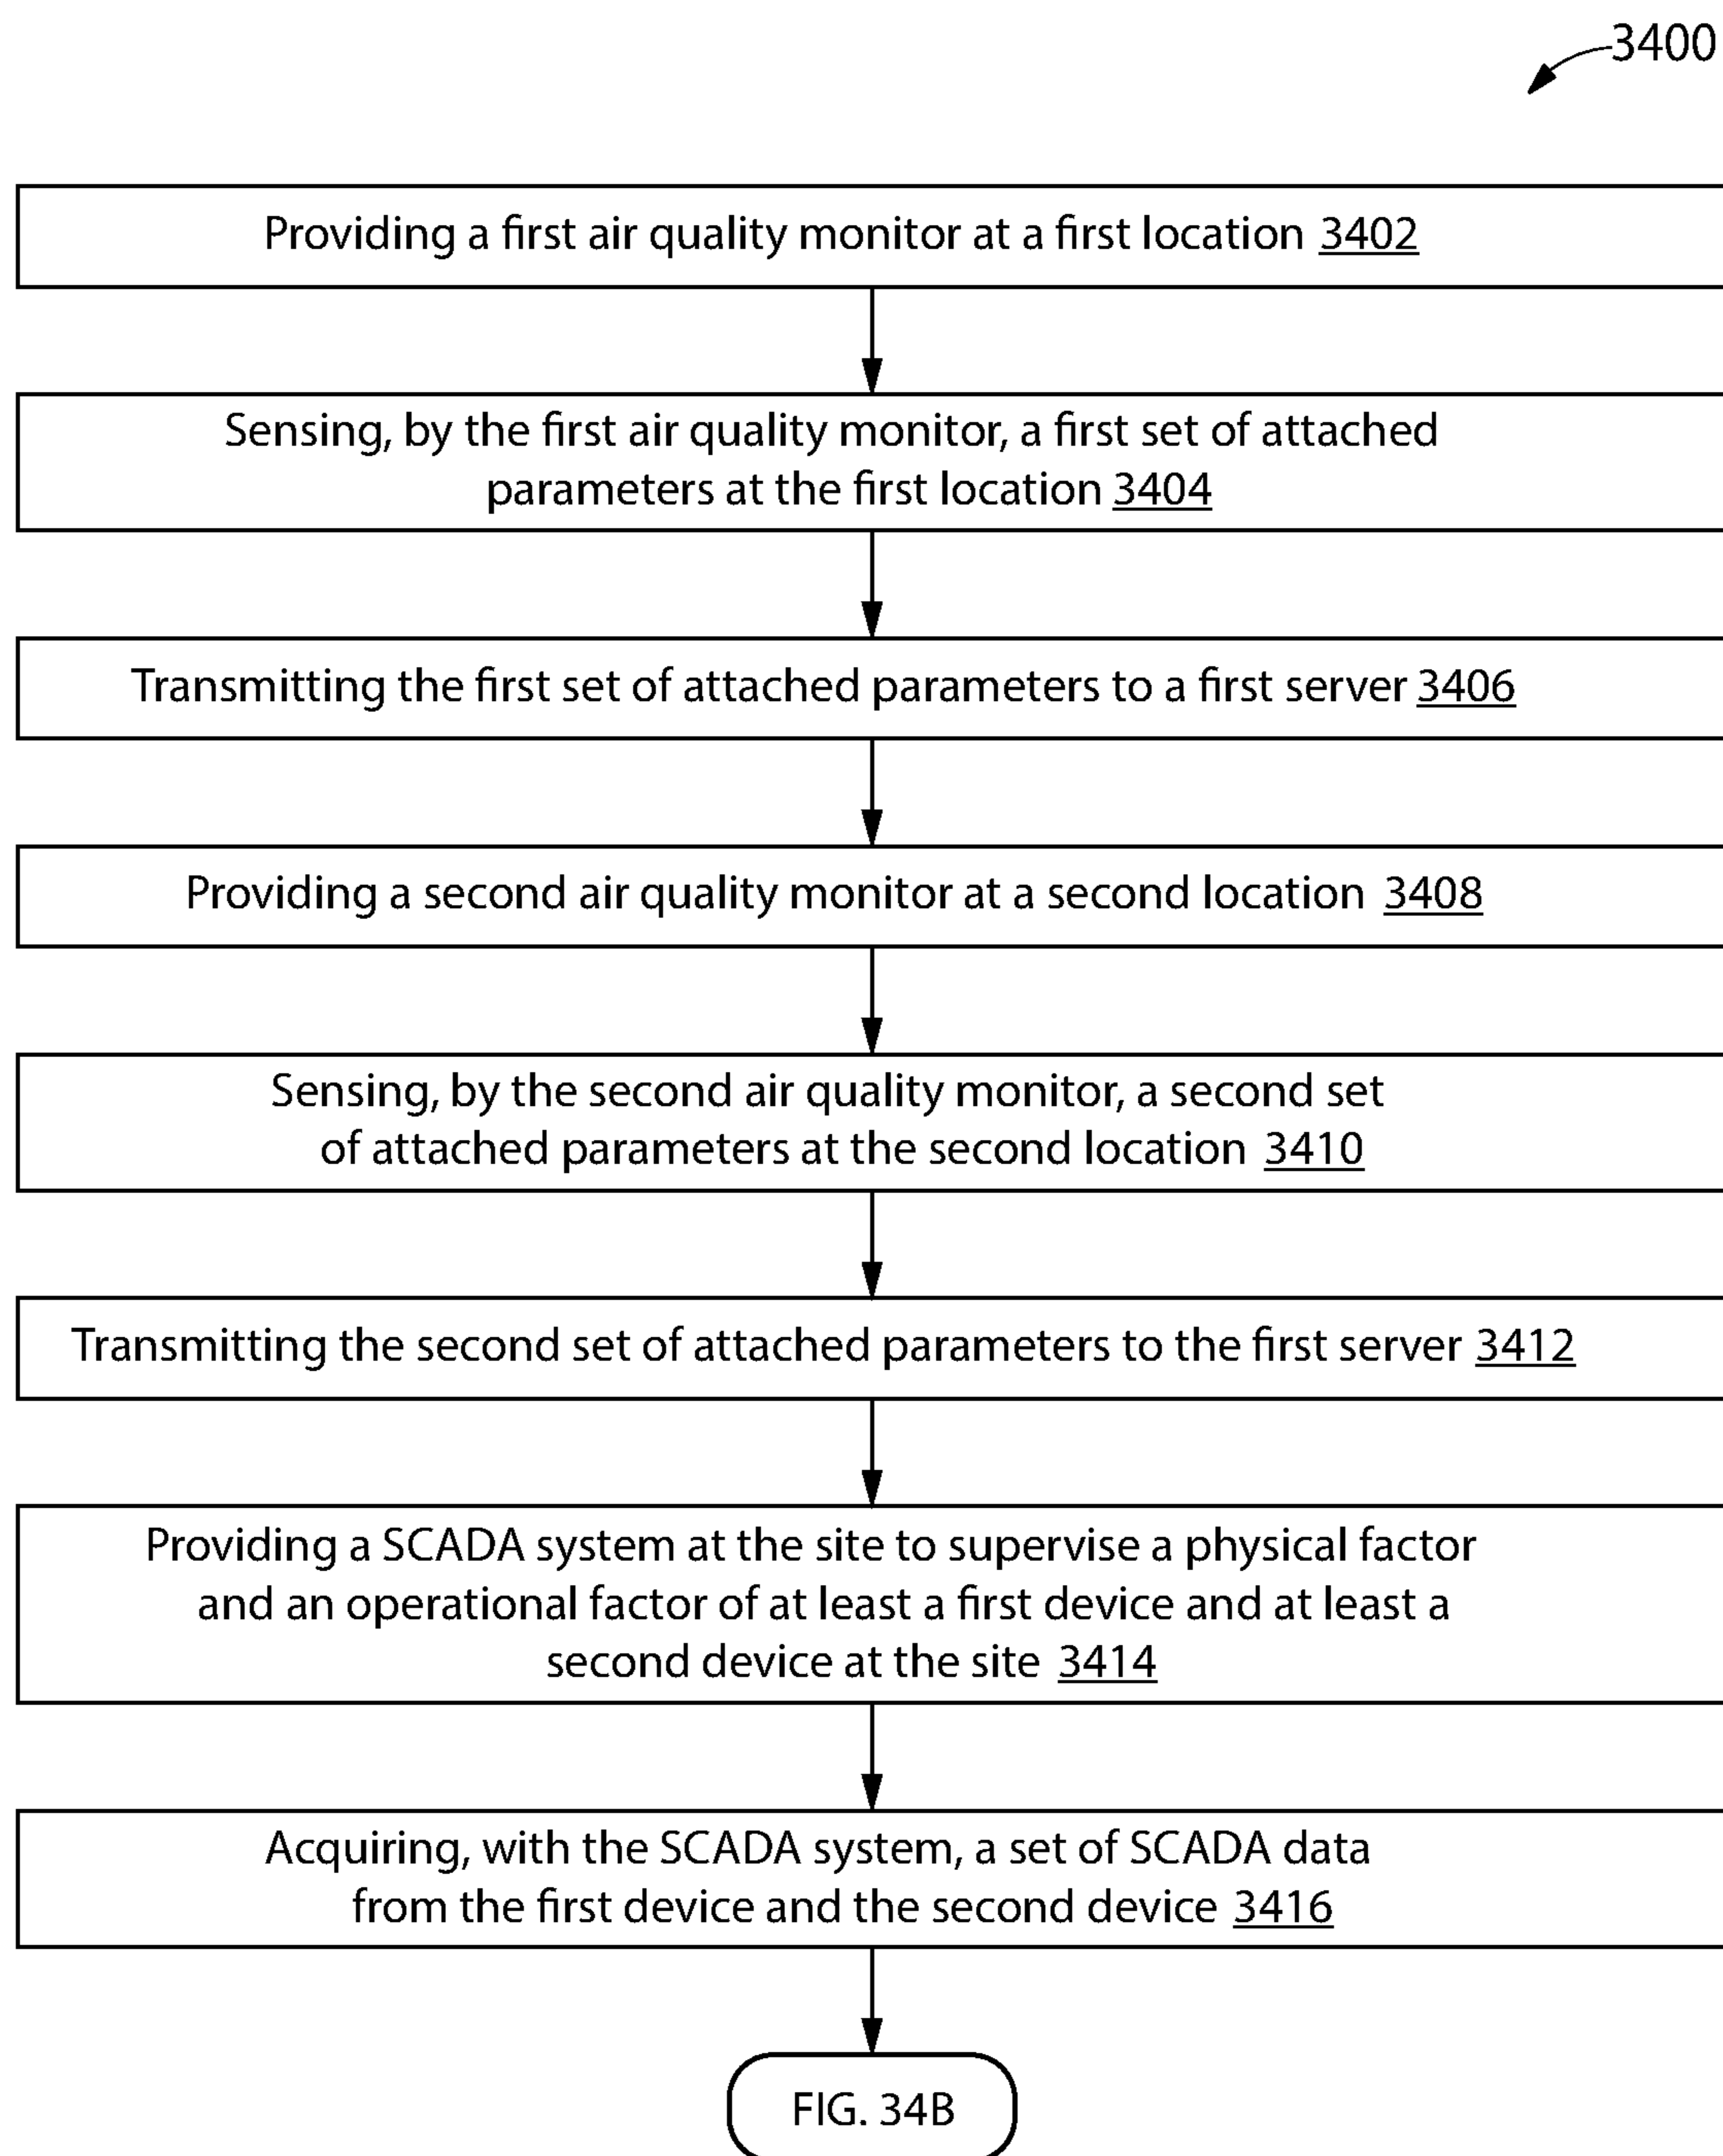 3400
Providing a first air quality monitor at a first location 3402
Sensing, by the first air quality monitor, a first set of attached
parameters at the first location 3404
Transmitting the first set of attached parameters to a first server 3406
Providing a second air quality monitor at a second location 3408
Sensing, by the second air quality monitor, a second set
of attached parameters at the second location 3410
Transmitting the second set of attached parameters to the first server 3412
Providing a SCADA system at the site to supervise a physical factor
and an operational factor of at least a first device and at least a
second device at the site 3414
Acquiring, with the SCADA system, a set of SCADA data
from the first device and the second device 3416
FIG. 34B